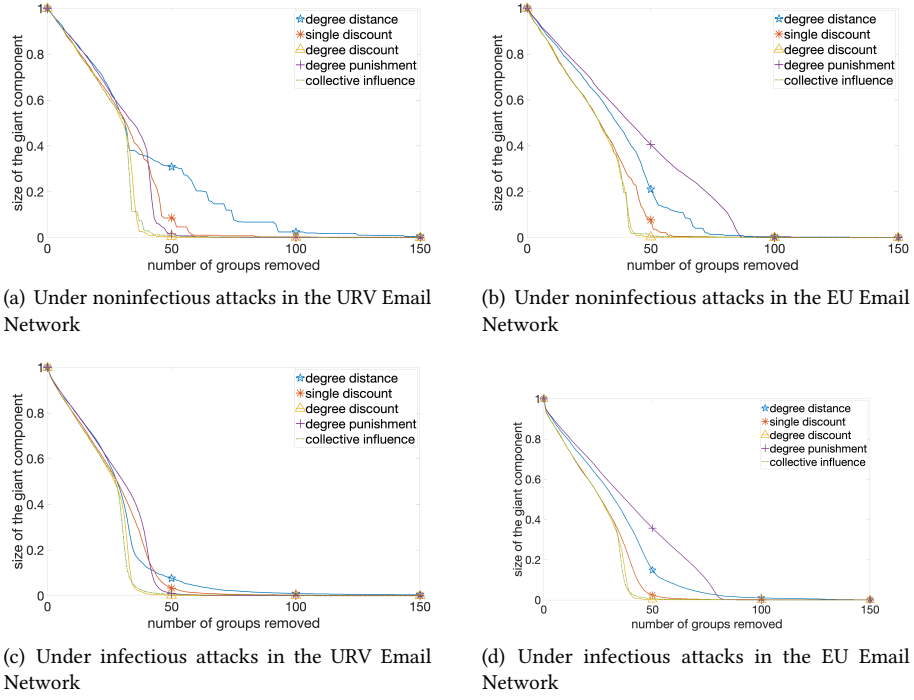 size of the giant component
1
0.8
0.6
0.4
0.2
0
0 50 100 150
number of groups removed
degree distance
single discount
degree discount
degree punishment
collective influence
(a) Under noninfectious attacks in the URV Email
Network
size of the giant component
1
0.8
0.6
0.4
0.2
0
0 50 100 150
number of groups removed
degree distance
single discount
degree discount
degree punishment
collective influence
(b) Under noninfectious attacks in the EU Email
Network
size of the giant component
1
0.8
0.6
0.4
0.2
0
0 50 100 150
number of groups removed
degree distance
single discount
degree discount
degree punishment
collective influence
(c) Under infectious attacks in the URV Email
Network
size of the giant component
1
0.8
0.6
0.4
0.2
0
0 50 100 150
number of groups removed
degree distance
single discount
degree discount
degree punishment
collective influence
(d) Under infectious attacks in the EU Email
Network